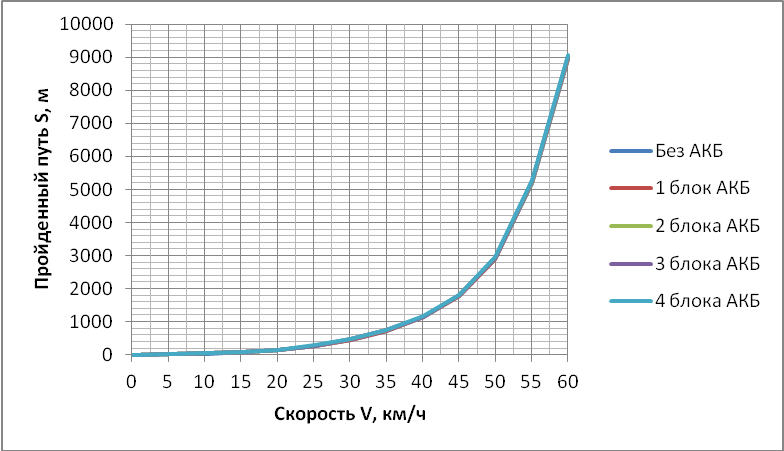 10000
9000
8000
7000
6000
5000
4000
3000
2000
1000
0
Пройденный путь S, м
0 5 10 15 20 25 30 35 40 45 50 55 60
Скорость V, км/ч
Без АКБ
1 блок АКБ
2 блока АКБ
3 блока АКБ
4 блока АКБ